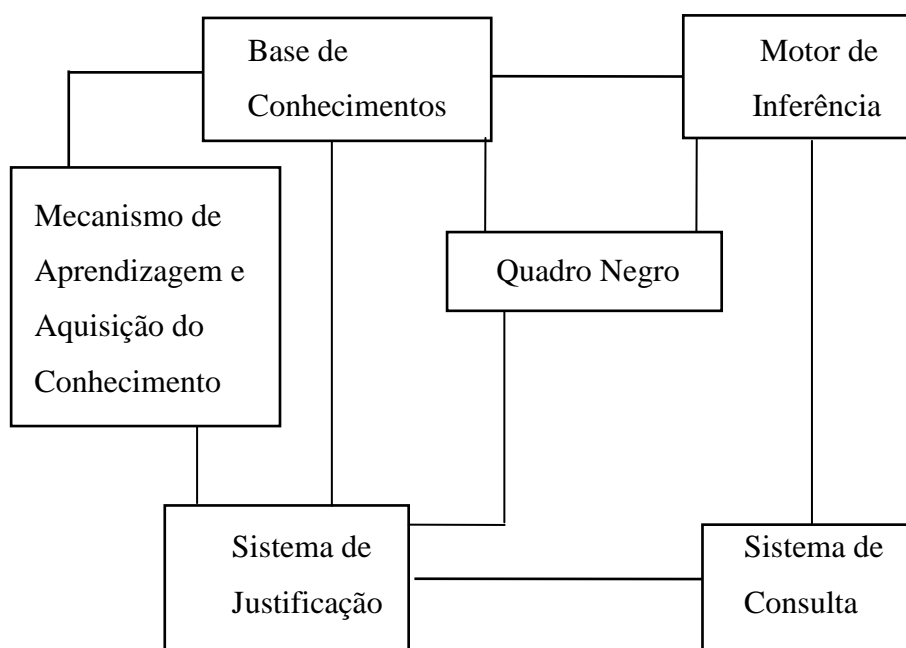 Base de
Conhecimentos
Motor de
Inferência
Mecanismo de
Aprendizagem e
Aquisição do
Conhecimento
Quadro Negro
Sistema de
Justificação
Sistema de
Consulta